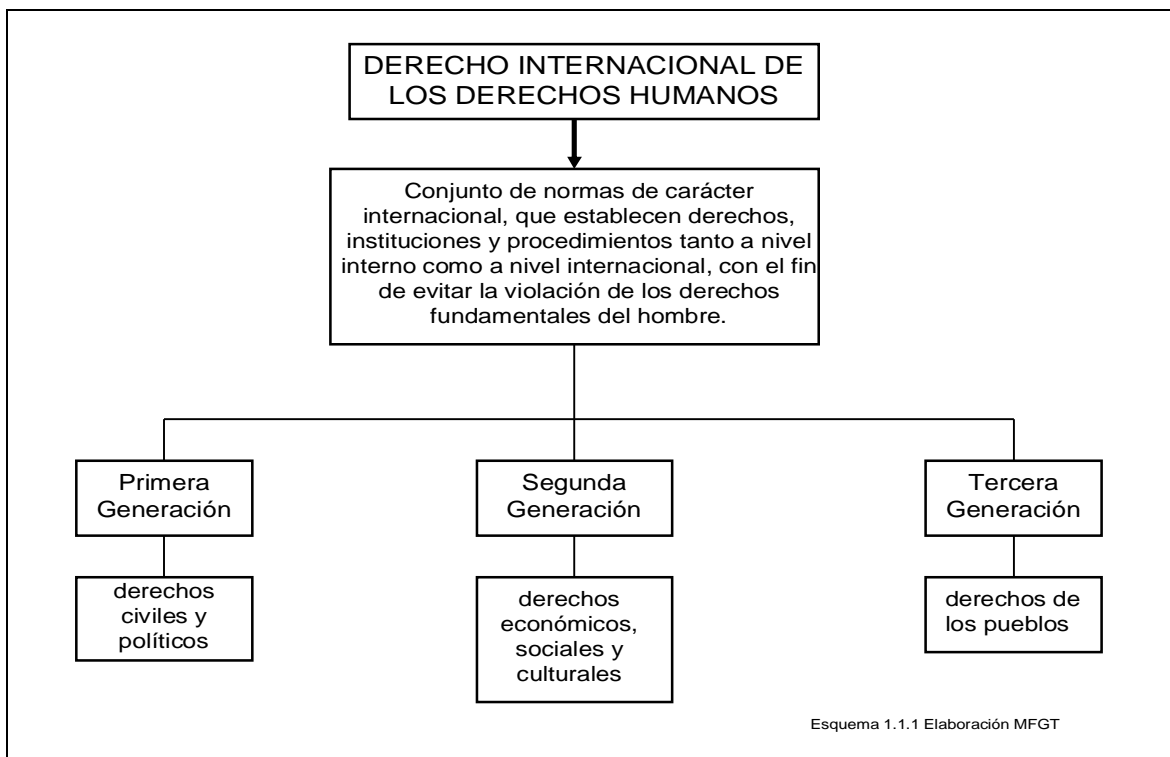 DERECHO INTERNACIONAL DE
LOS DERECHOS HUMANOS
Conjunto de normas de carácter
internacional, que establecen derechos,
instituciones y procedimientos tanto a nivel
interno como a nivel internacional, con el fin
de evitar la violación de los derechos
fundamentales del hombre.
Primera
Generación
derechos
civiles y
políticos
Segunda
Generación
derechos
económicos,
sociales y
culturales
Tercera
Generación
derechos de
los pueblos
Esquema 1.1.1 Elaboración MFGT